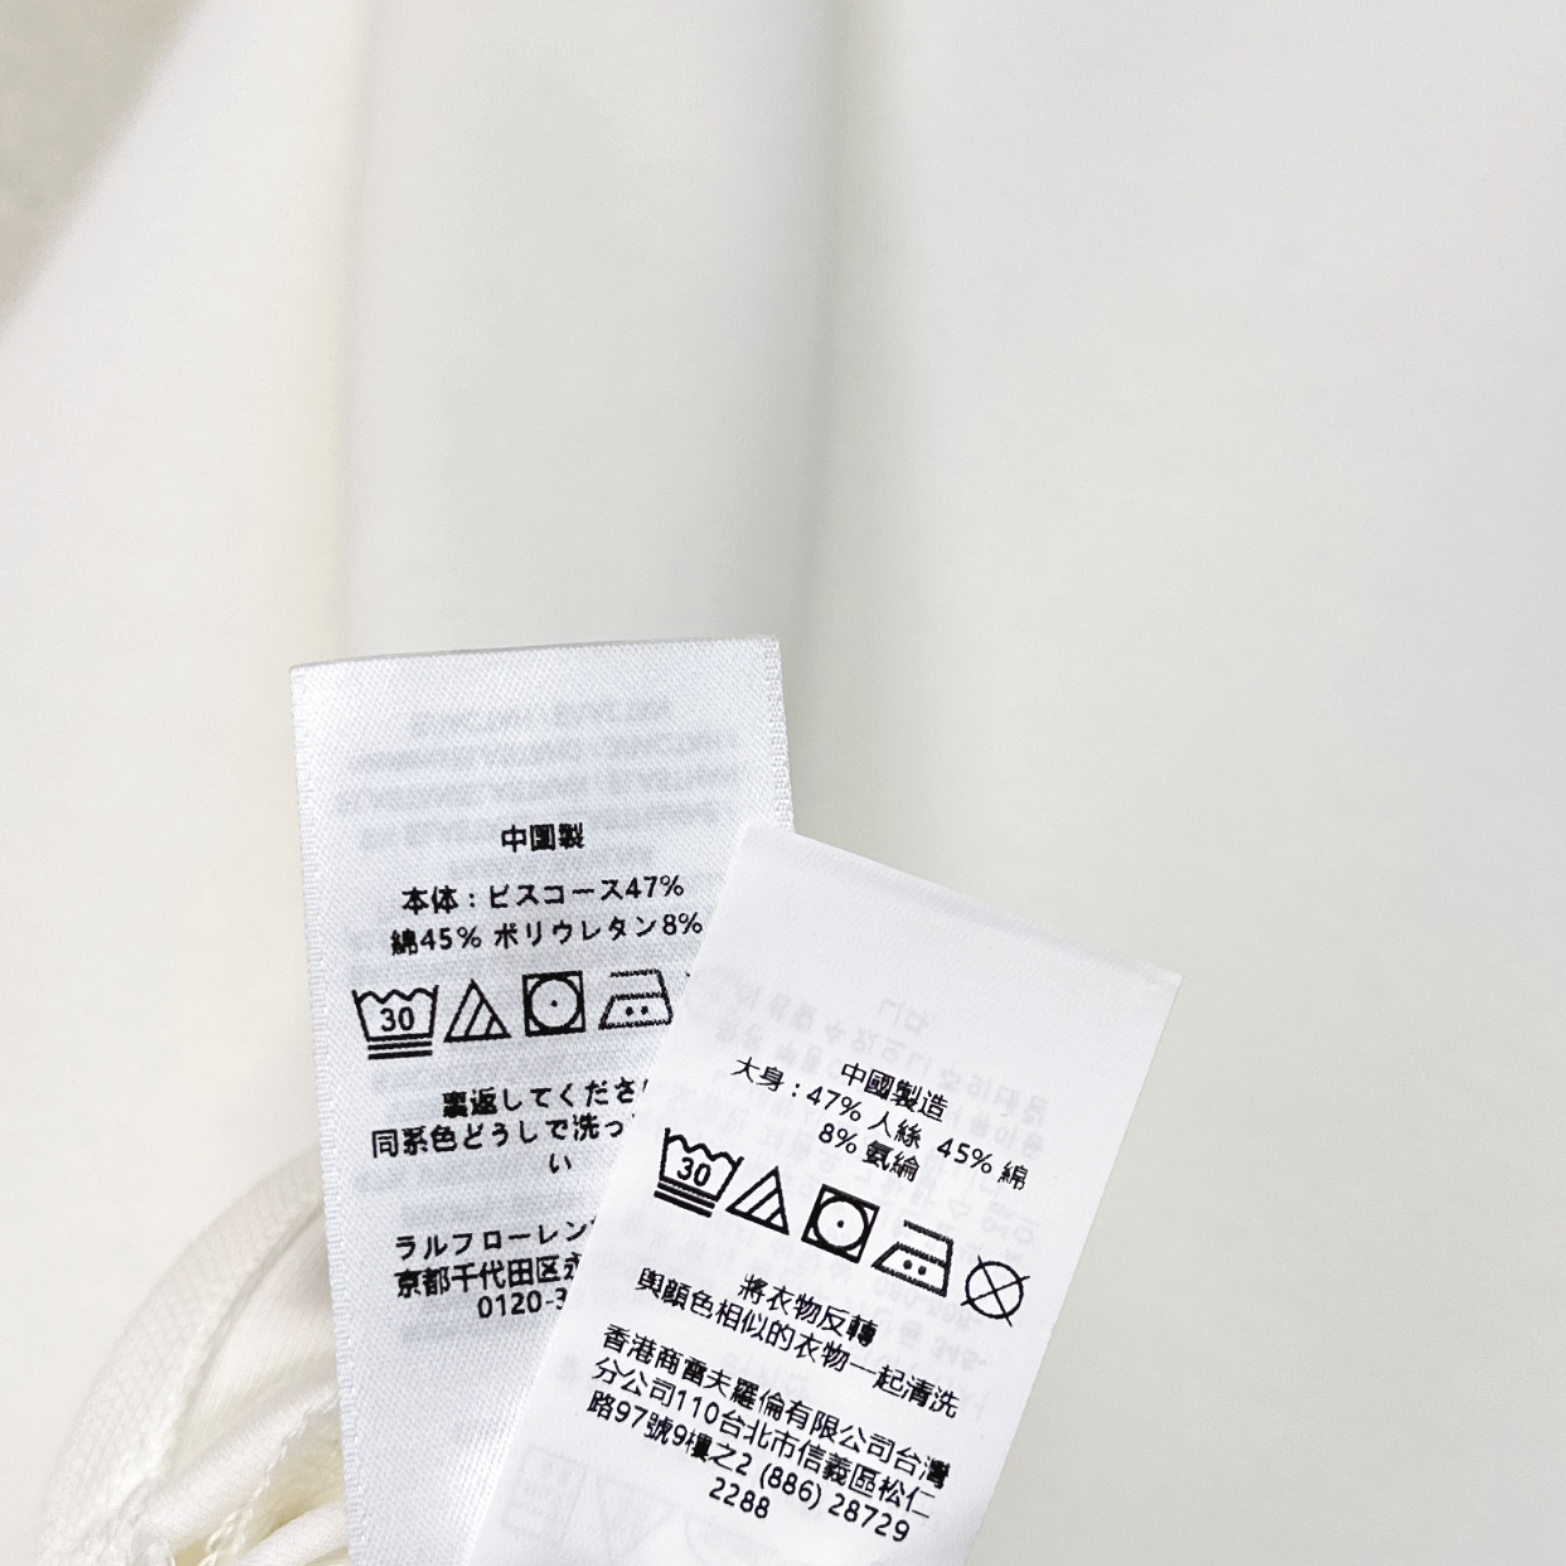 中國製
本体：ビスコース47%
綿45% ポリウレタン8%
30
裏返してくださ
同系色どうしで洗っ
い
ラルフローレン
京都千代田区永
0120-3
中國製造
大身：47% 人絲 45% 綿
8% 氨綸
30
將衣物反轉
與顏色相似的衣物一起清洗
香港商雷夫羅倫有限公司台灣
分公司110台北市信義區松仁
路97號9樓之2 (886) 28729
2288